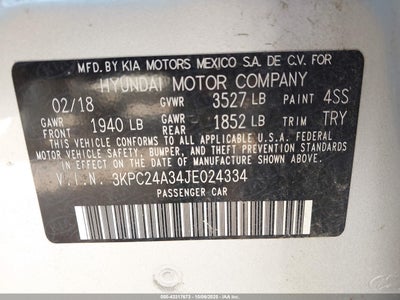 MFD. BY KIA MOTORS MEXICO S.A. DE C.V. FOR
HYUNDAI MOTOR COMPANY
02/18 GVWR 3527 LB PAINT 4SS
GAWR FRONT 1940 LB GAWR REAR 1852 LB TRIM TRY
THIS VEHICLE CONFORMS TO ALL APPLICABLE U.S.A. FEDERAL
MOTOR VEHICLE SAFETY, BUMPER, AND THEFT PREVENTION STANDARDS
IN EFFECT ON THE DATE OF MANUFACTURE SHOWN ABOVE.
V.I.N. 3KPC24A34JE024334
PASSENGER CAR